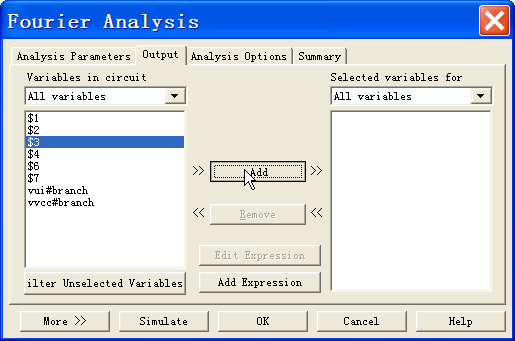 Fourier Analysis
Analysis Parameters Output Analysis Options Summary
Variables in circuit Selected variables for
All variables All variables
$1
$2
$3
$4
$6
$7
vui#branch
vvcc#branch
>> Add >>
<< Remove <<
Edit Expression
ilter Unselected Variables Add Expression
More >> Simulate OK Cancel Help